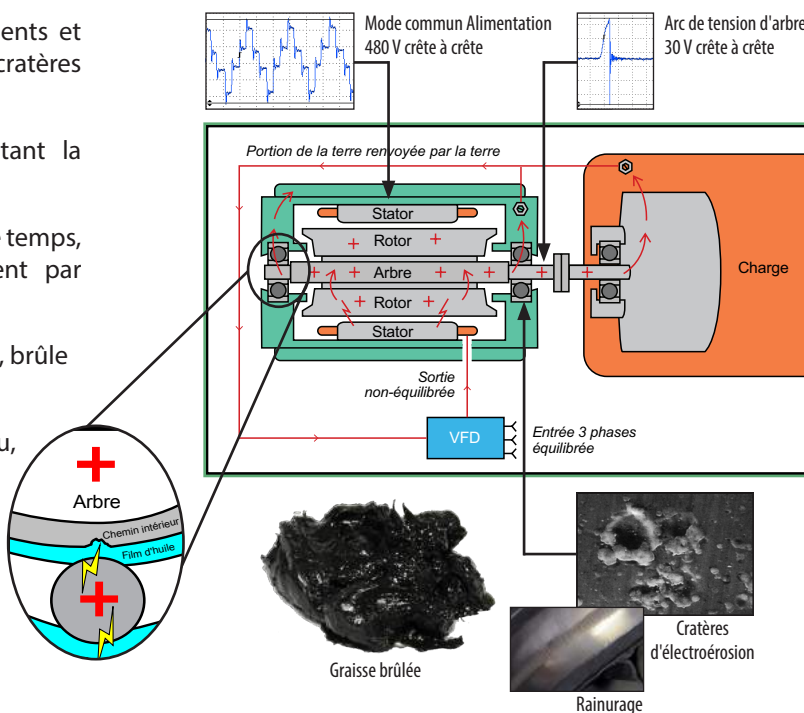 ents et
cratères
tant la
e temps,
ent par
, brûle
u,
Mode commun Alimentation
480 V crête à crête
Arc de tension d'arbre
30 V crête à crête
Portion de la terre renvoyée par la terre
Stator
Rotor
Arbre
Rotor
Stator
Charge
Sortie
non-équilibrée
VFD
Entrée 3 phases
équilibrée
Arbre
Chemin intérieur
Film d'huile
Graisse brûlée
Cratères
d'électroérosion
Rainurage